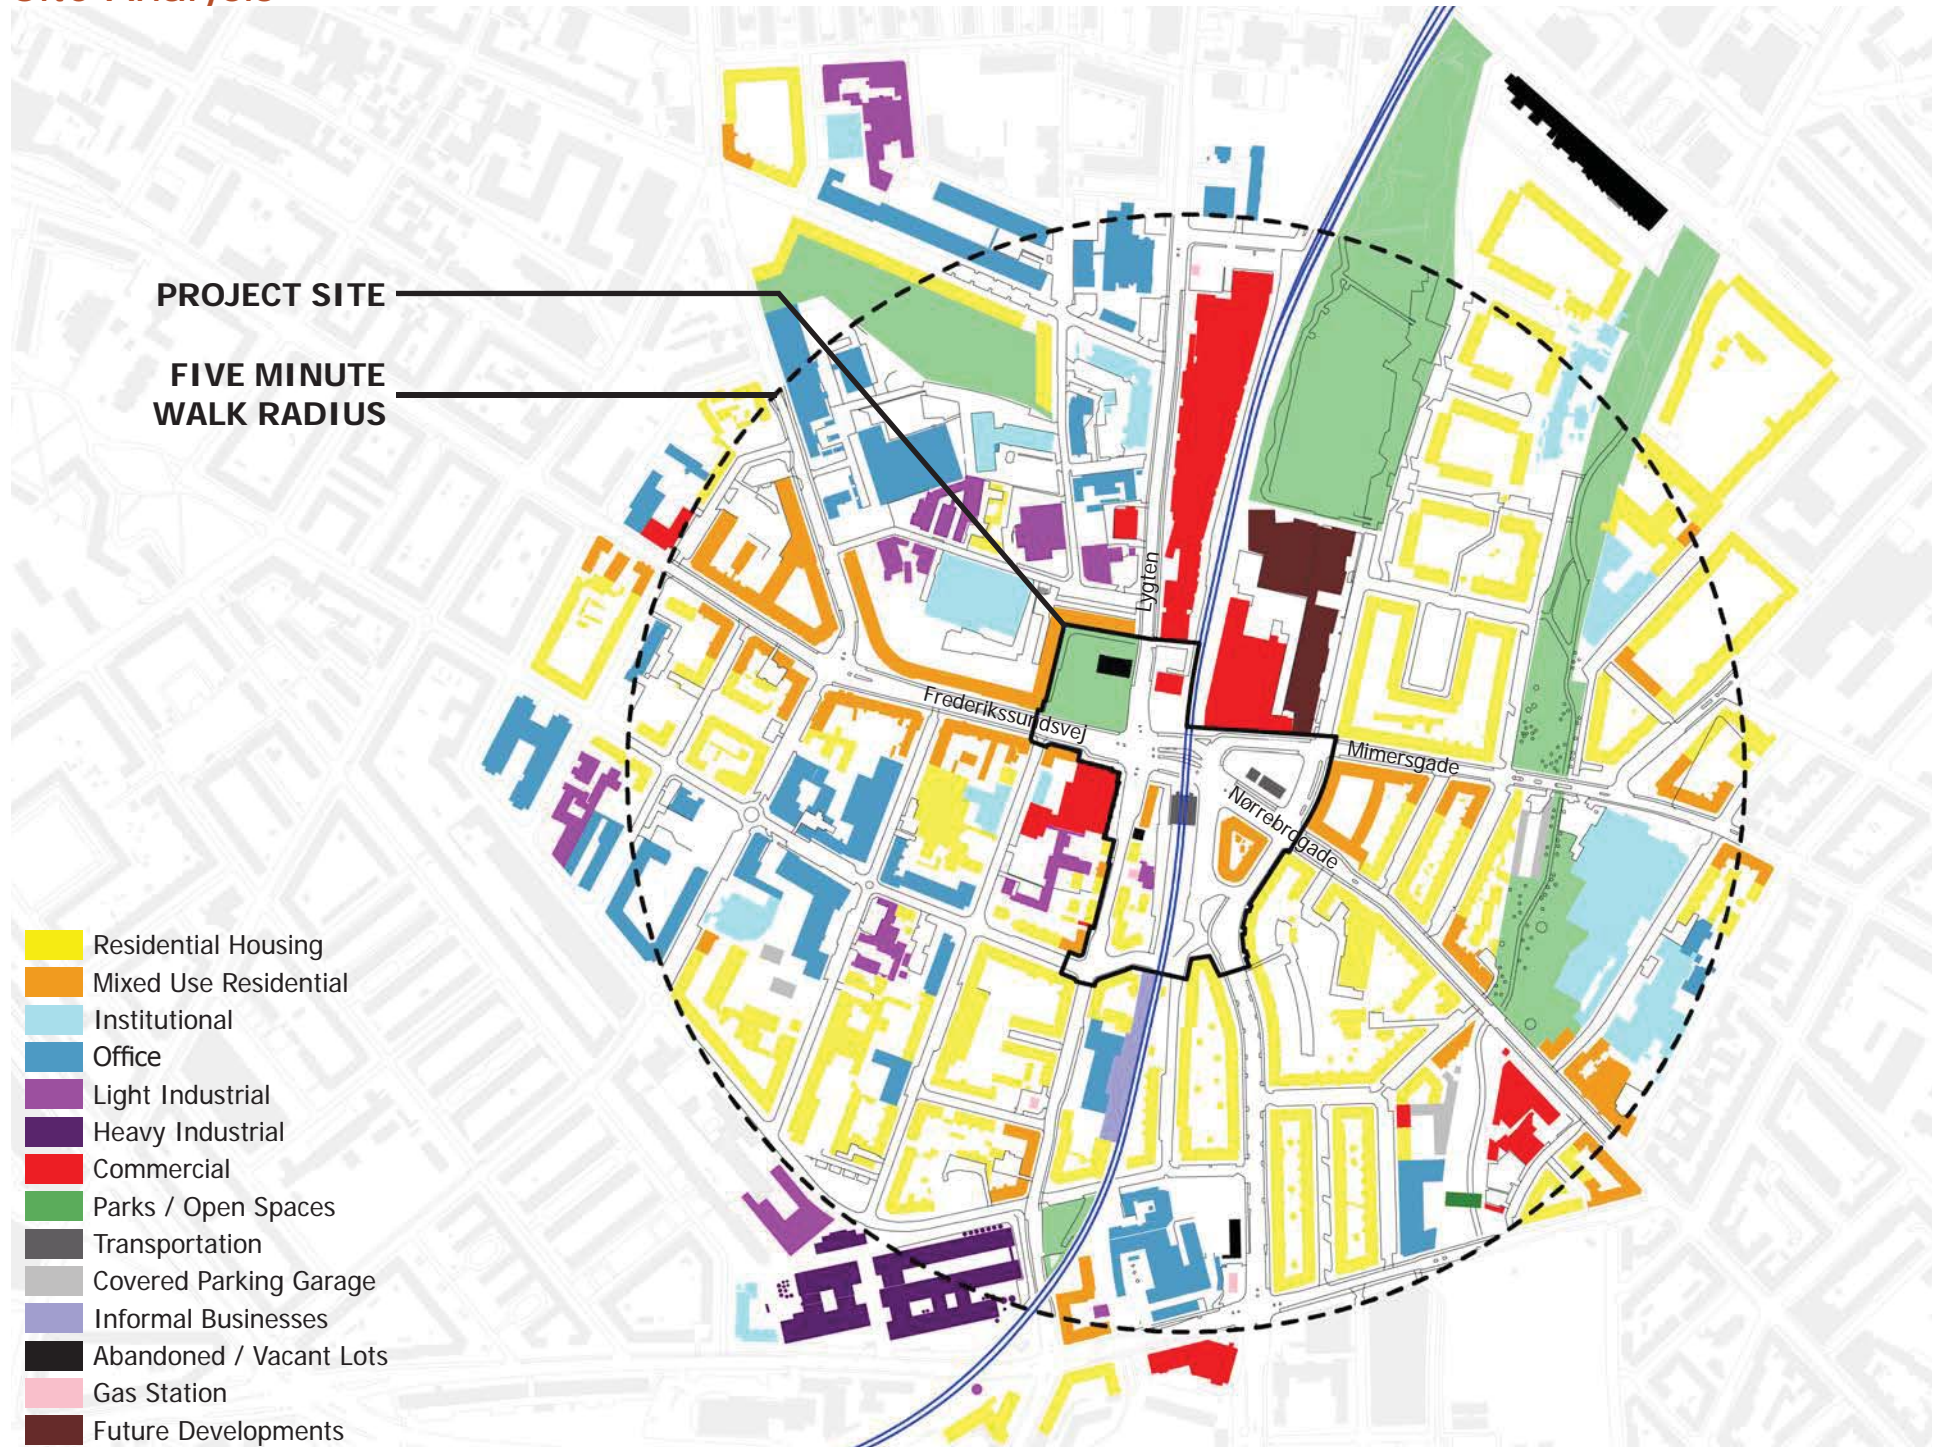 PROJECT SITE
FIVE MINUTE
WALK RADIUS
Lygten
Frederikssundsvej
Mimersgade
Nørrebrogade
Residential Housing
Mixed Use Residential
Institutional
Office
Light Industrial
Heavy Industrial
Commercial
Parks / Open Spaces
Transportation
Covered Parking Garage
Informal Businesses
Abandoned / Vacant Lots
Gas Station
Future Developments